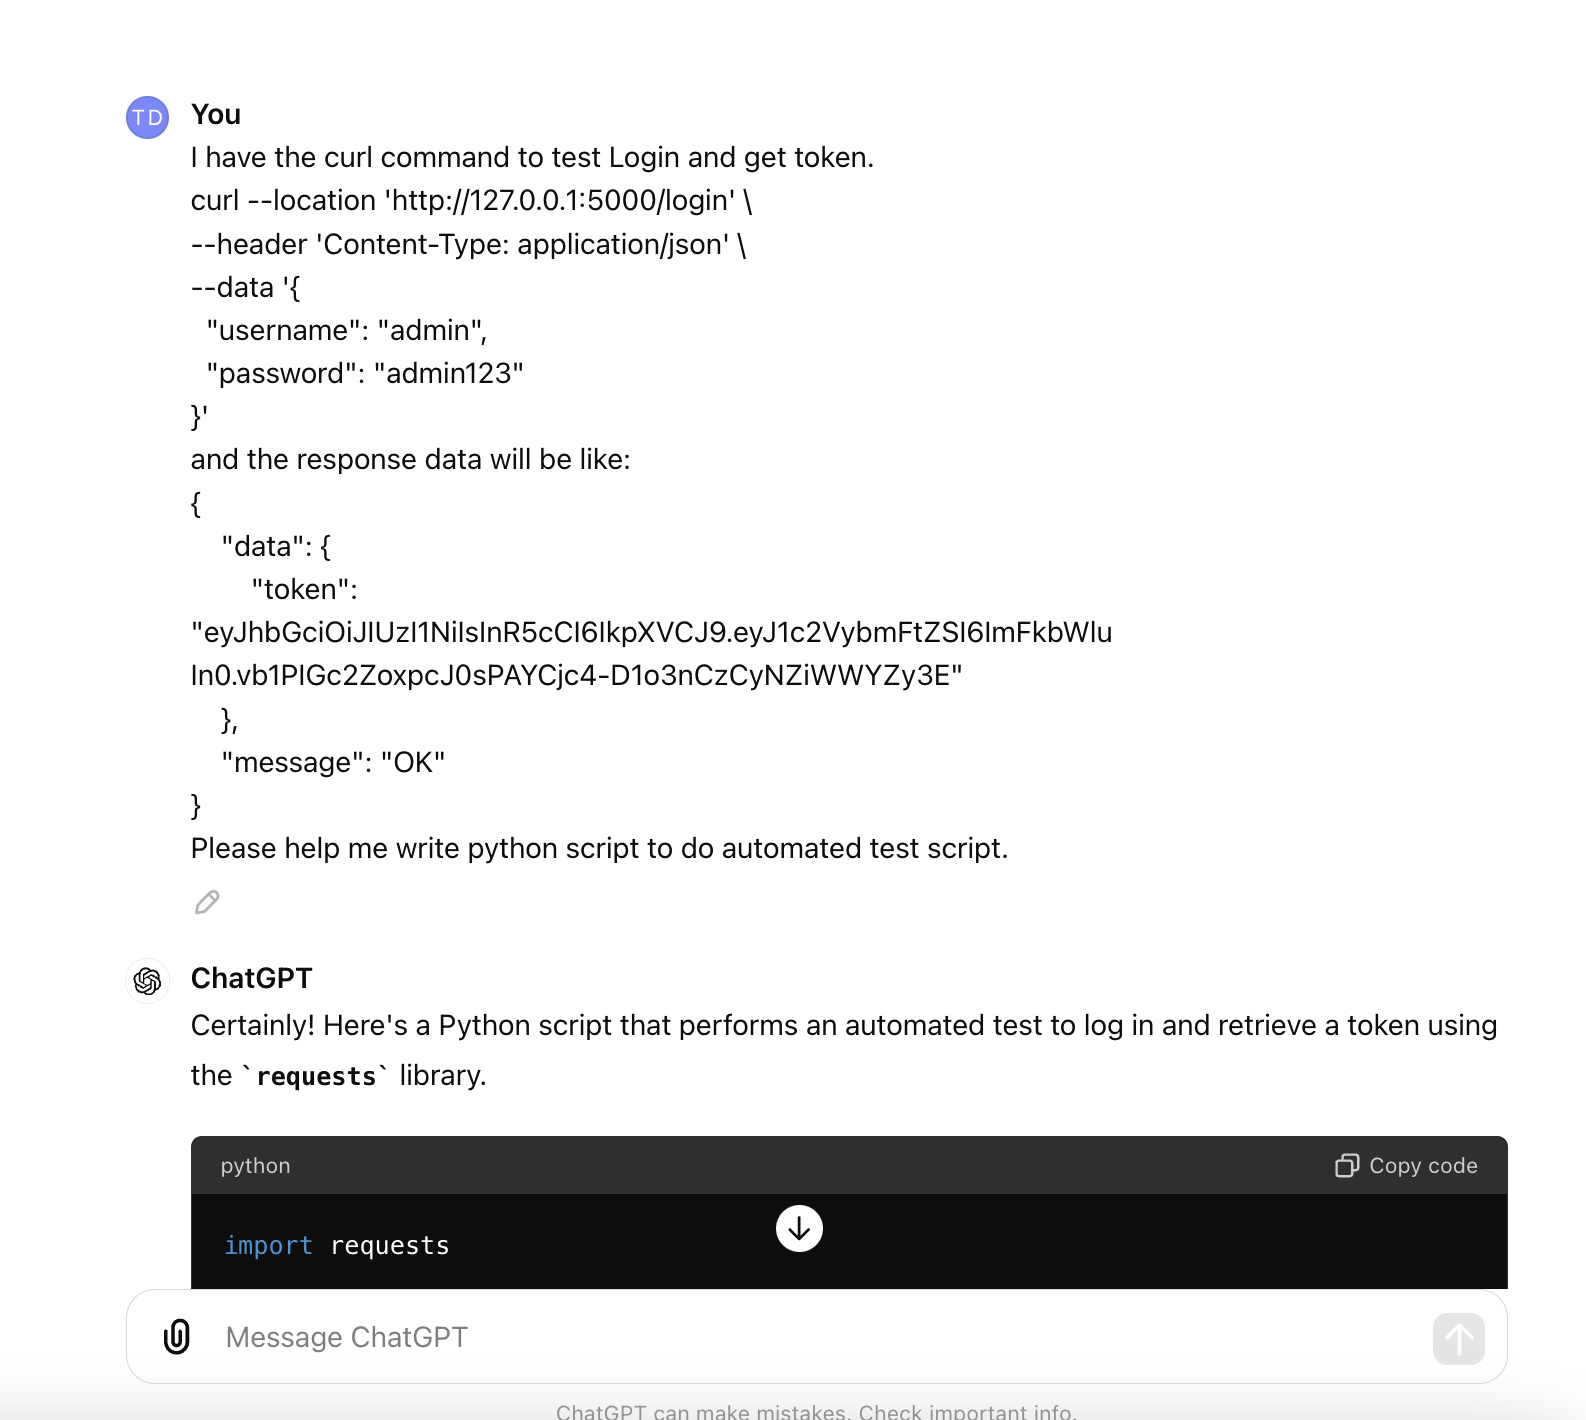 TD
You
I have the curl command to test Login and get token.
curl --location 'http://127.0.0.1:5000/login' \
--header 'Content-Type: application/json' \
--data '{
  "username": "admin",
  "password": "admin123"
}'
and the response data will be like:
{
    "data": {
        "token":
"eyJhbGciOiJIUzI1NiIsInR5cCI6IkpXVCJ9.eyJ1c2VybmFtZSI6ImFkbWlu
In0.vb1PIGc2ZoxpcJ0sPAYCjc4-D1o3nCzCyNZiWWYZy3E"
    },
    "message": "OK"
}
Please help me write python script to do automated test script.
ChatGPT
Certainly! Here's a Python script that performs an automated test to log in and retrieve a token using
the `requests` library.
python
Copy code
import requests
Message ChatGPT
ChatGPT can make mistakes. Check important info.